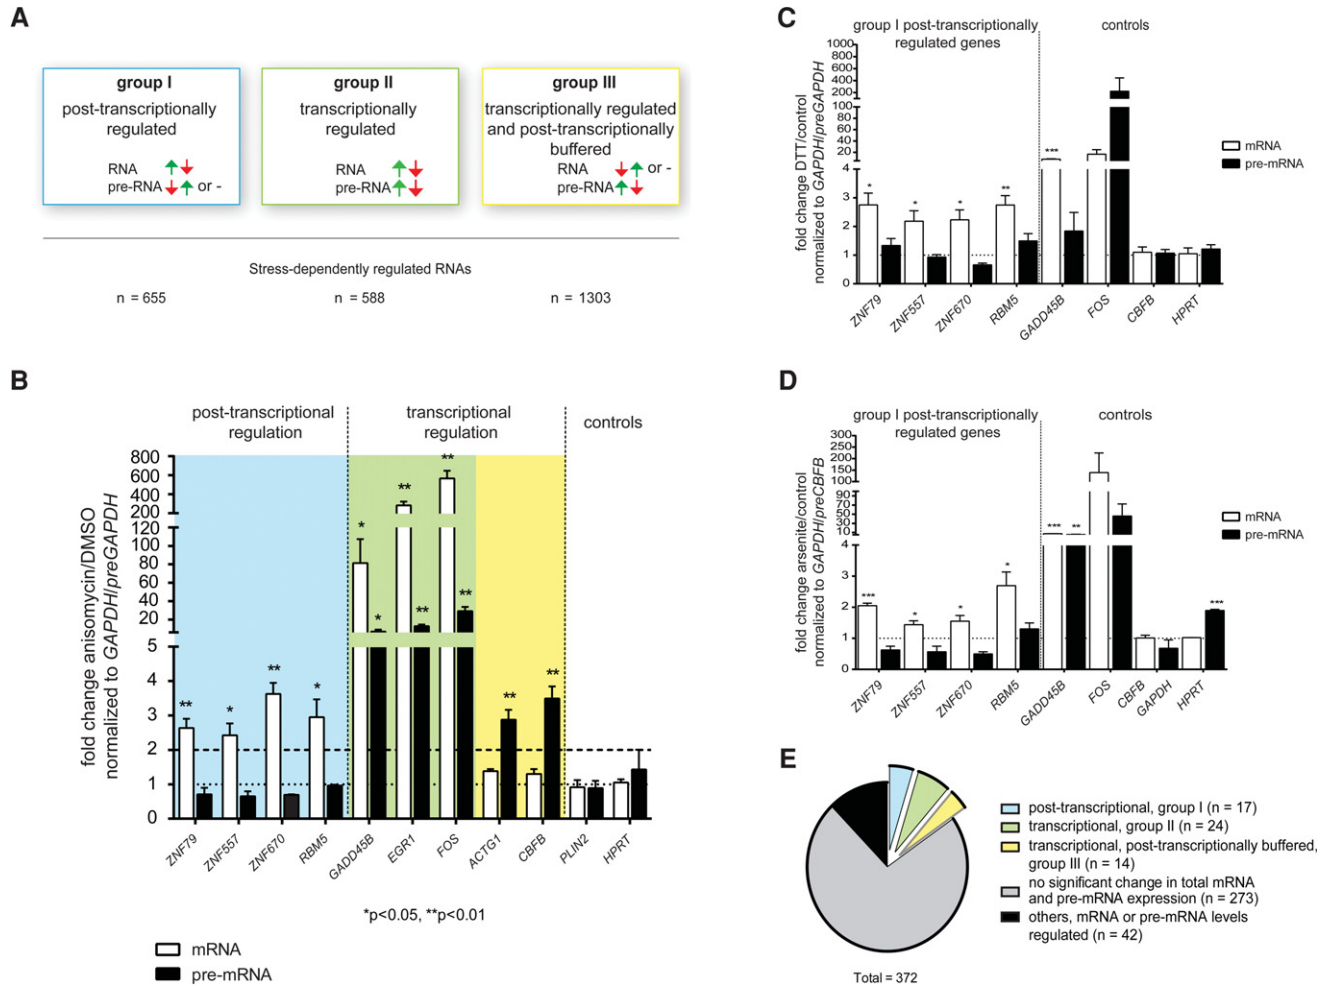 A
group I
post-transcriptionally
regulated
RNA
pre-RNA or -
group II
transcriptionally
regulated
RNA
pre-RNA
group III
transcriptionally regulated
and post-transcriptionally
buffered
RNA or -
pre-RNA
Stress-dependently regulated RNAs
n = 655
n = 588
n = 1303
B
post-transcriptional
regulation
transcriptional
regulation
controls
fold change anisomycin/DMSO
normalized to GAPDH/preGAPDH
800
600
400
200
120
100
80
60
40
20
5
4
3
2
1
0
** * ** * * * ** ** ** ** ** **
ZNF79
ZNF557
ZNF670
RBM5
GADD45B
EGR1
FOS
ACTG1
CBFB
PLIN2
HPRT
*p<0.05, **p<0.01
mRNA
pre-mRNA
C
group I post-transcriptionally
regulated genes
controls
fold change DTT/control
normalized to GAPDH/preGAPDH
1000
800
600
400
200
100
80
60
40
20
4
3
2
1
0
* * * ** ***
mRNA
pre-mRNA
ZNF79
ZNF557
ZNF670
RBM5
GADD45B
FOS
CBFB
HPRT
D
group I post-transcriptionally
regulated genes
controls
fold change arsenite/control
normalized to GAPDH/preCBFB
300
250
200
150
100
90
70
50
30
10
4
3
2
1
0
*** * * * *** ** ***
mRNA
pre-mRNA
ZNF79
ZNF557
ZNF670
RBM5
GADD45B
FOS
CBFB
GAPDH
HPRT
E
post-transcriptional, group I (n = 17)
transcriptional, group II (n = 24)
transcriptional, post-transcriptionally buffered,
group III (n = 14)
no significant change in total mRNA
and pre-mRNA expression (n = 273)
others, mRNA or pre-mRNA levels
regulated (n = 42)
Total = 372